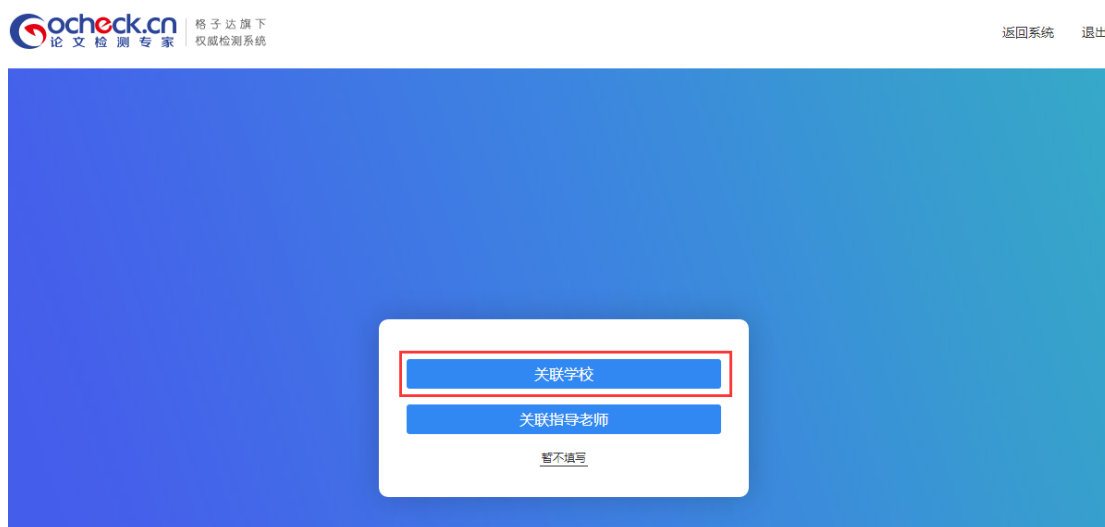 Gocheck.cn
论文检测专家
格子达旗下
权威检测系统
返回系统 退出
关联学校
关联指导老师
暂不填写